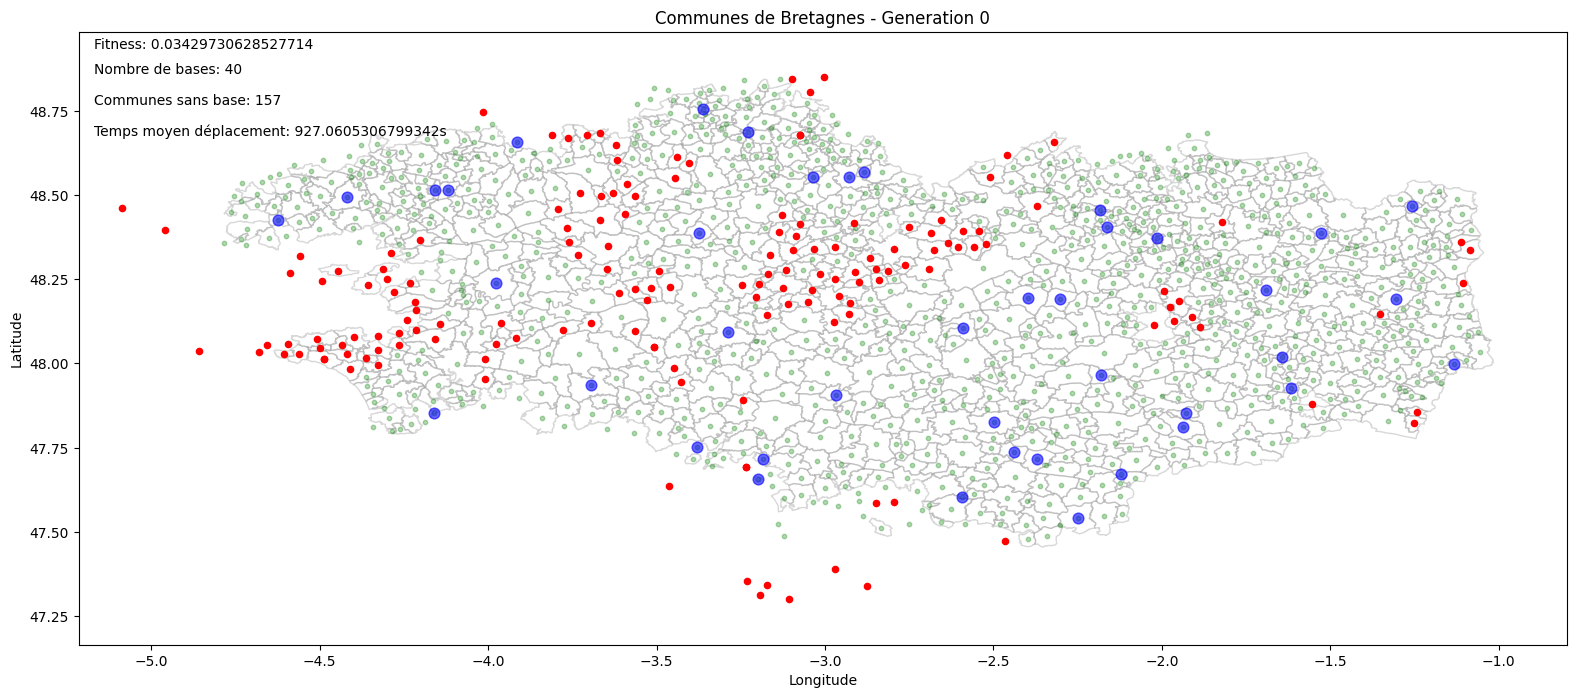 Communes de Bretagnes - Generation 0
Fitness: 0.03429730628527714
Nombre de bases: 40
Communes sans base: 157
Temps moyen déplacement: 927.0605306799342s
Latitude
48.75
48.50
48.25
48.00
47.75
47.50
47.25
−5.0 −4.5 −4.0 −3.5 −3.0 −2.5 −2.0 −1.5 −1.0
Longitude